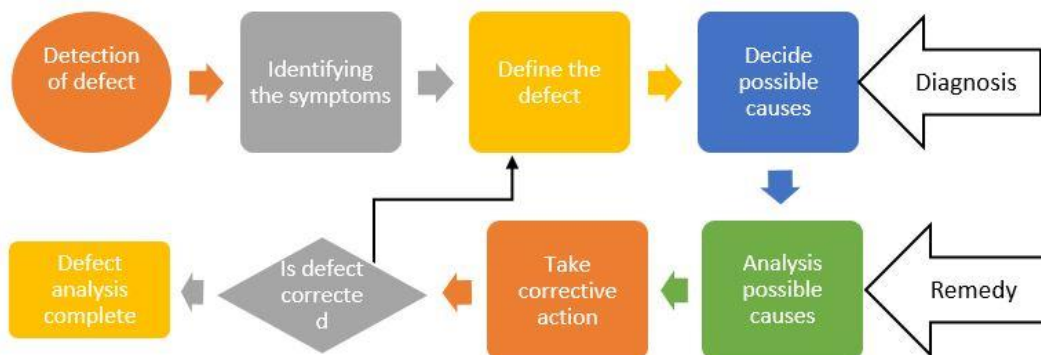 Detection
of defect
Identifying
the symptoms
Define the
defect
Decide
possible
causes
Diagnosis
Defect
analysis
complete
Is defect
correcte
d
Take
corrective
action
Analysis
possible
causes
Remedy